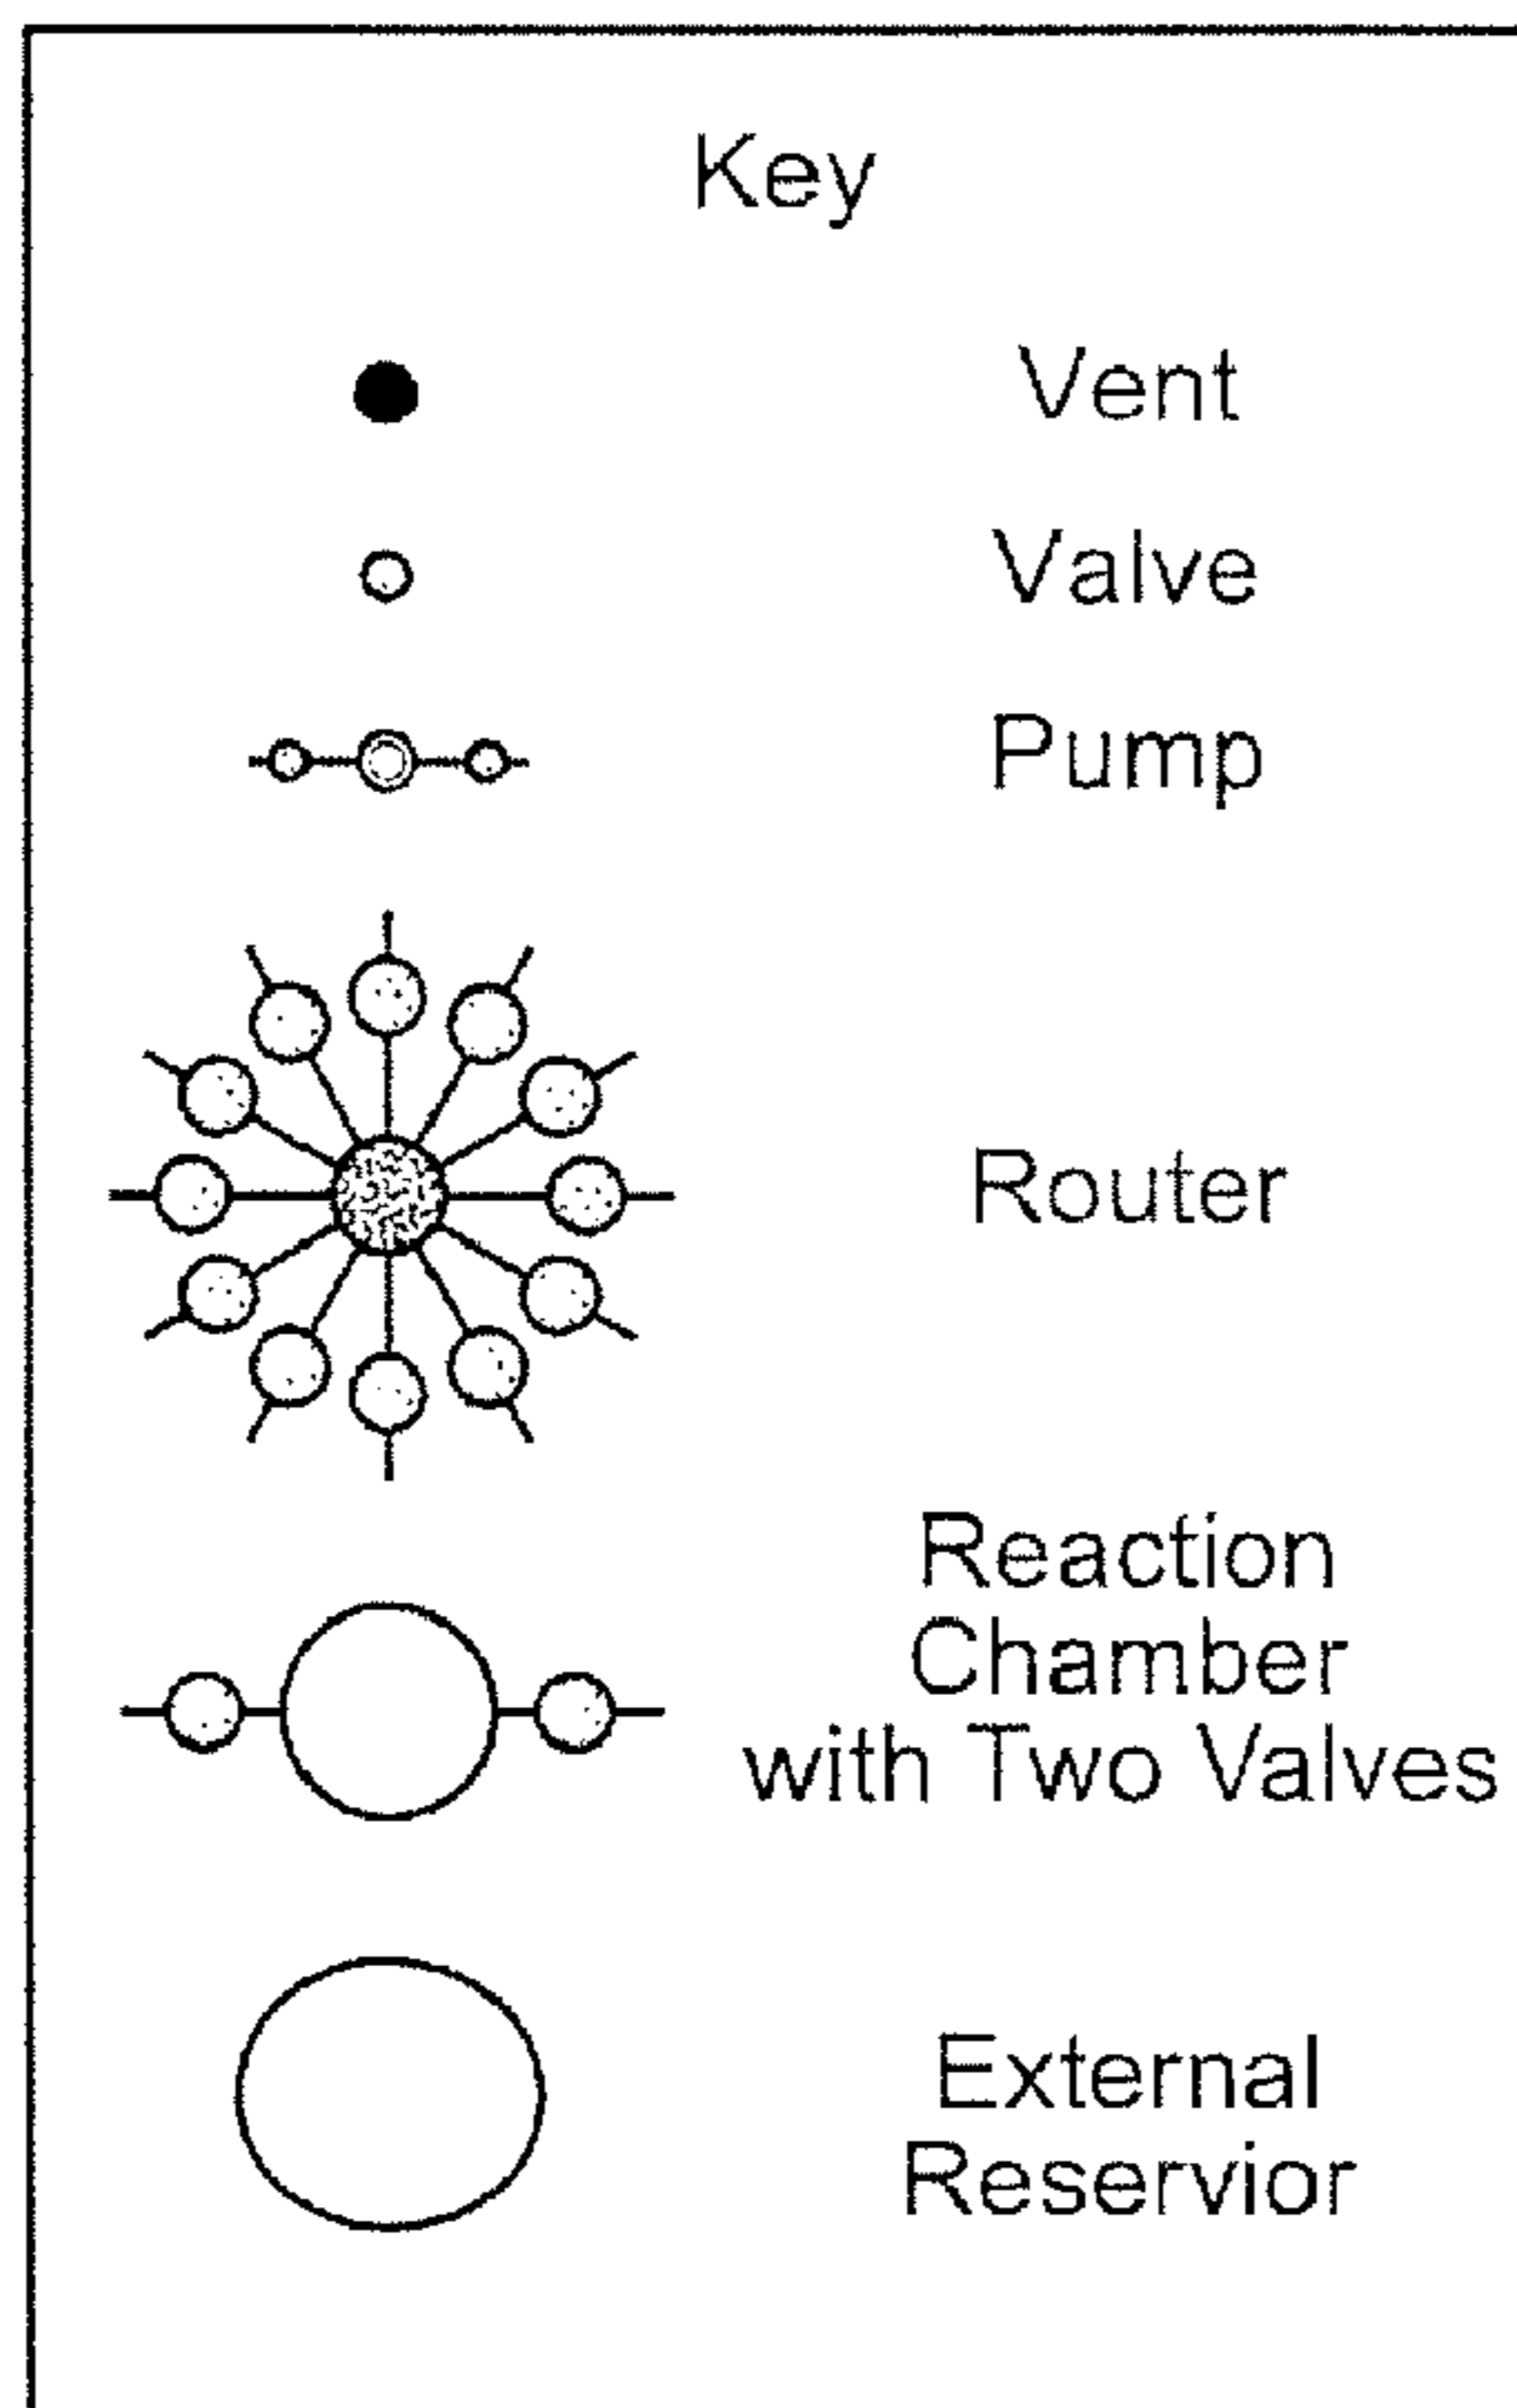 Key
Vent
Valve
Pump
Router
Reaction
Chamber
with Two Valves
External
Reservior